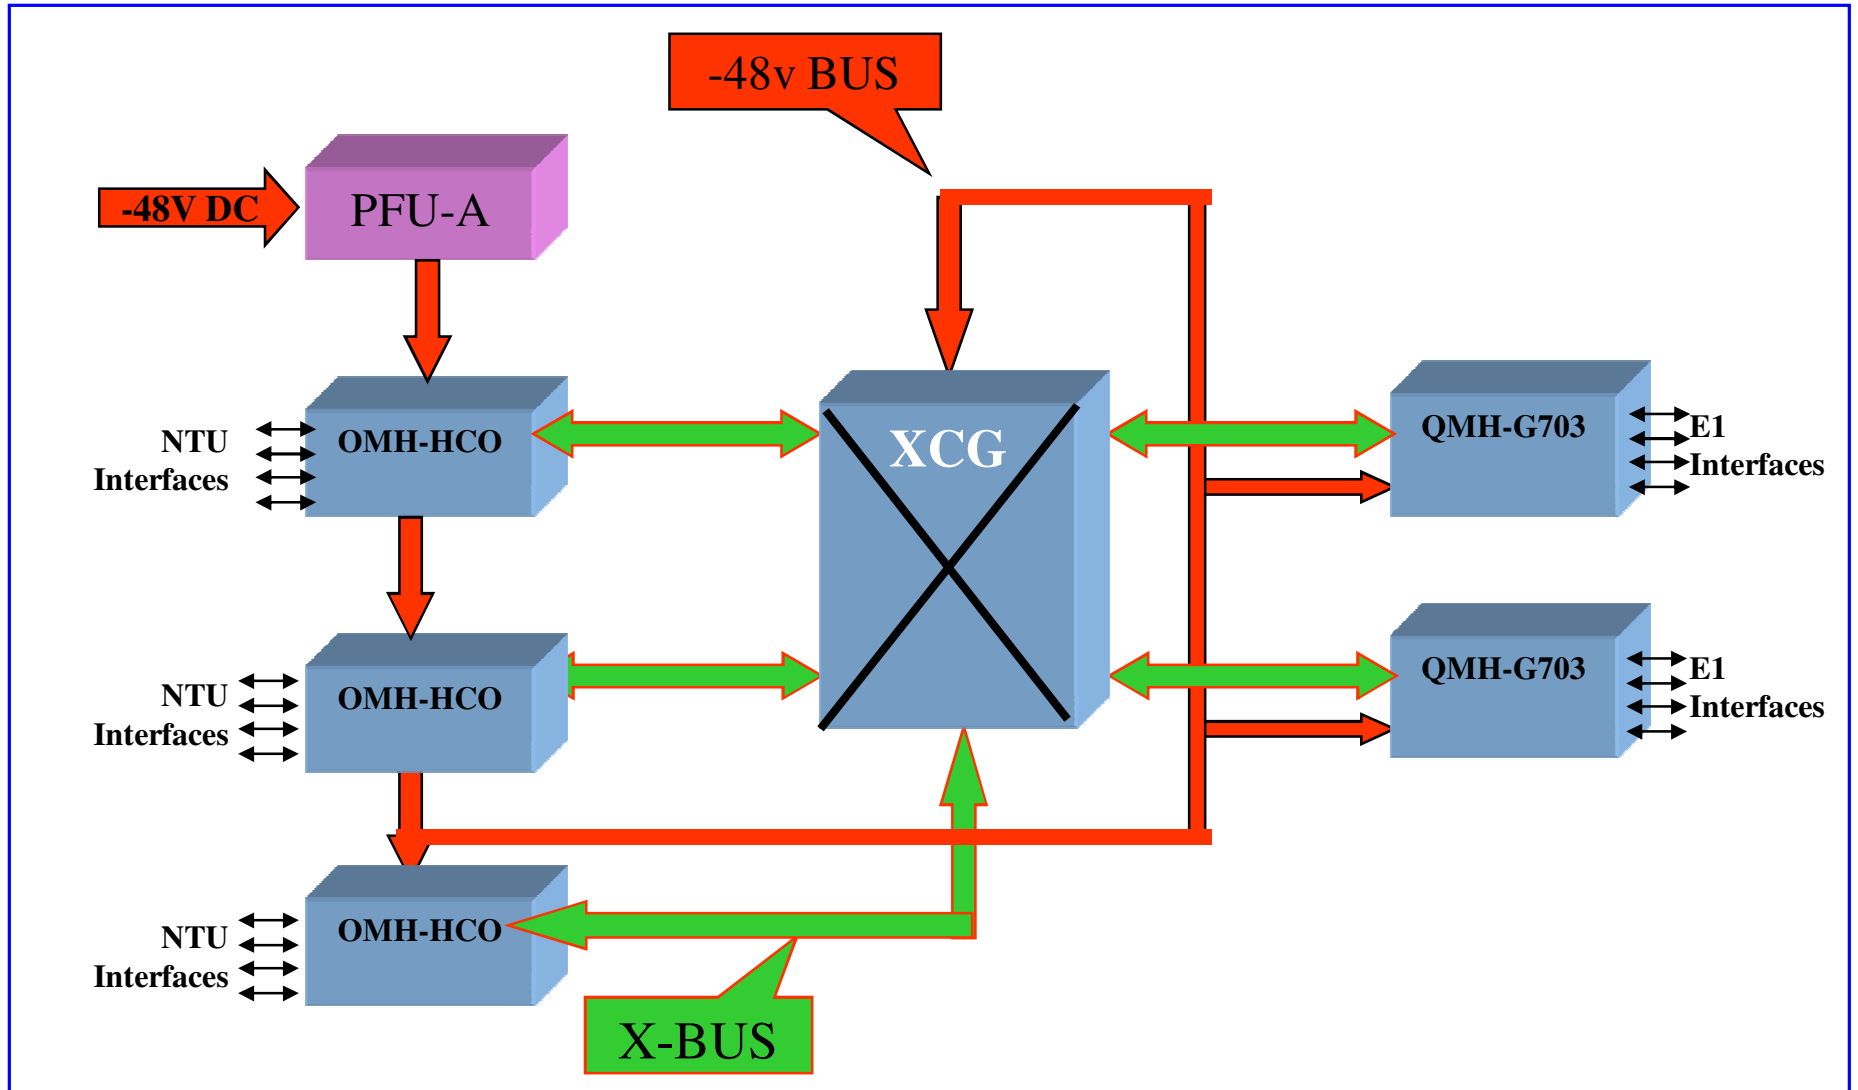 -48v BUS
-48V DC
PFU-A
NTU
Interfaces
OMH-HCO
XCG
QMH-G703
E1
Interfaces
NTU
Interfaces
OMH-HCO
QMH-G703
E1
Interfaces
NTU
Interfaces
OMH-HCO
X-BUS